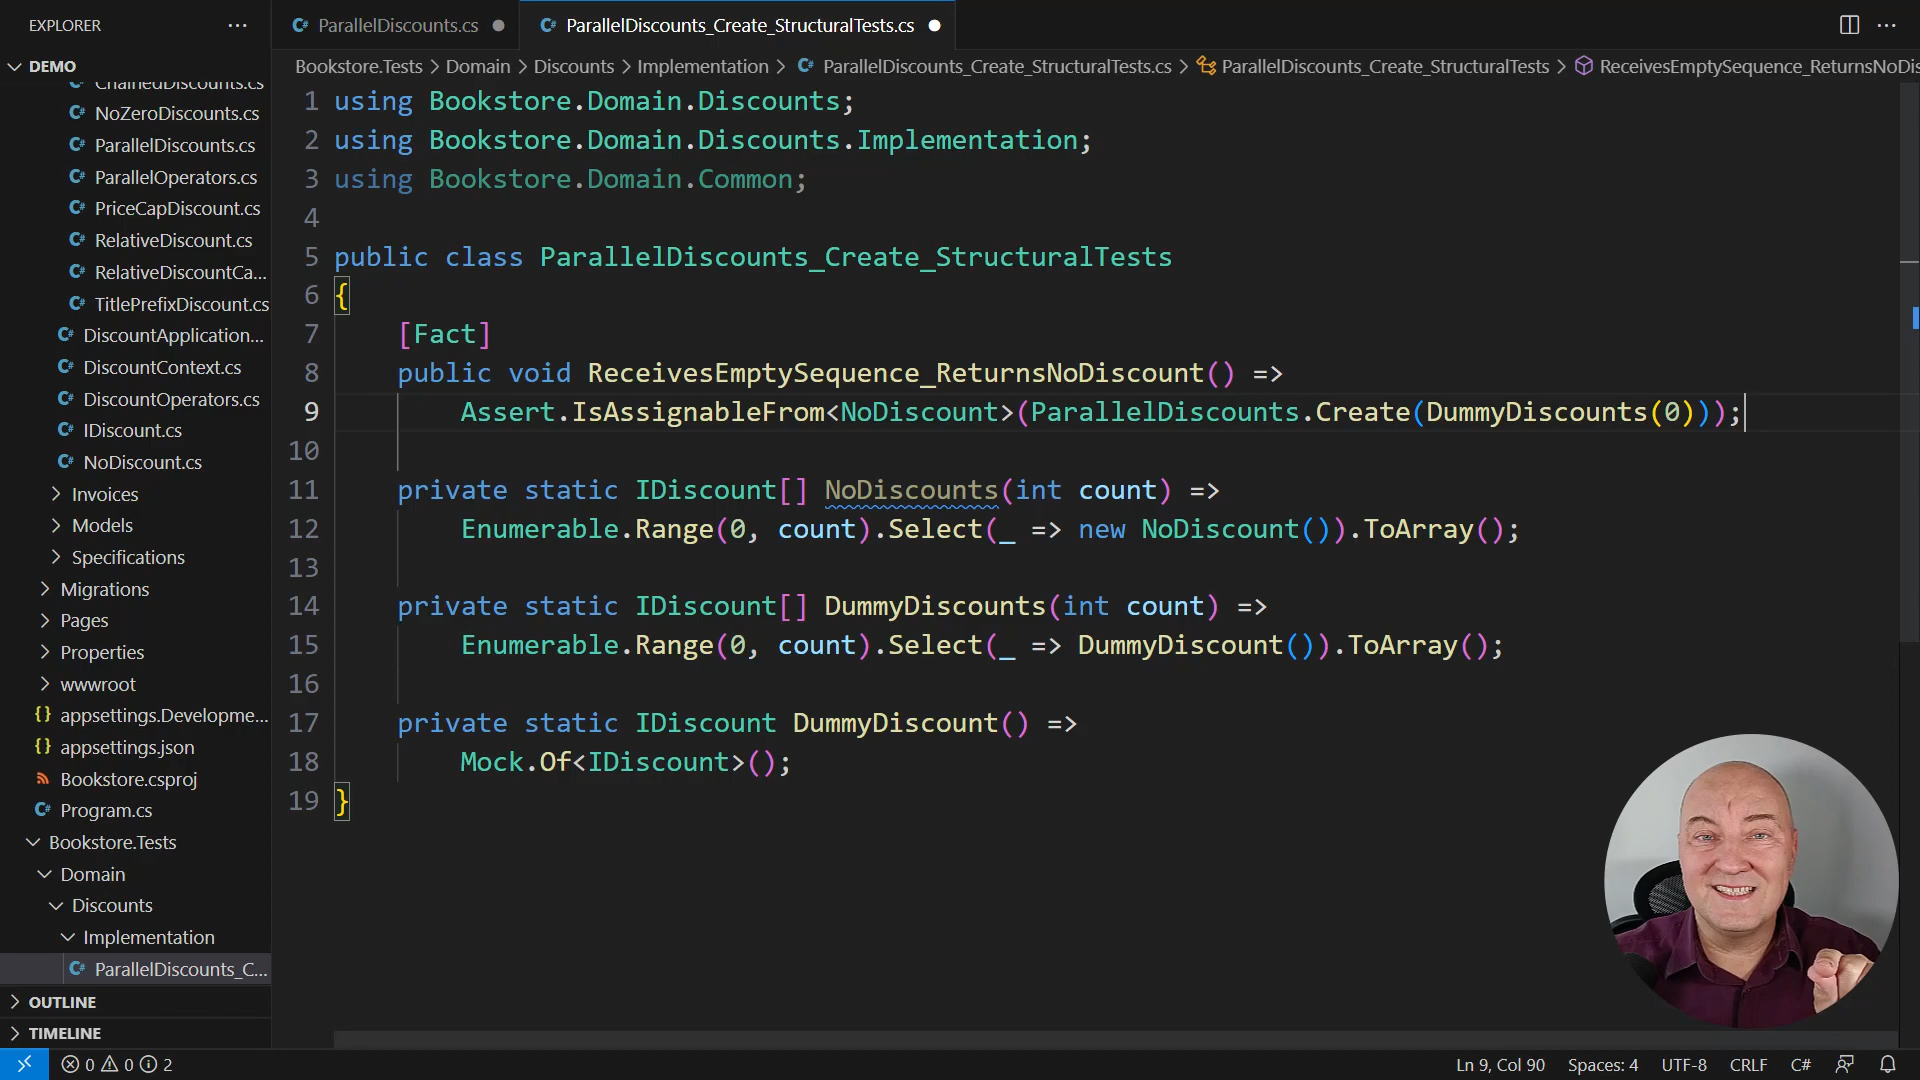 EXPLORER
DEMO
ChainedDiscounts.cs
NoZeroDiscounts.cs
ParallelDiscounts.cs
ParallelOperators.cs
PriceCapDiscount.cs
RelativeDiscount.cs
RelativeDiscountCa...
TitlePrefixDiscount.cs
DiscountApplication...
DiscountContext.cs
DiscountOperators.cs
IDiscount.cs
NoDiscount.cs
Invoices
Models
Specifications
Migrations
Pages
Properties
wwwroot
appsettings.Developme...
appsettings.json
Bookstore.csproj
Program.cs
Bookstore.Tests
Domain
Discounts
Implementation
ParallelDiscounts_C...
OUTLINE
TIMELINE
ParallelDiscounts.cs
ParallelDiscounts_Create_StructuralTests.cs
Bookstore.Tests > Domain > Discounts > Implementation > ParallelDiscounts_Create_StructuralTests.cs > ParallelDiscounts_Create_StructuralTests > ReceivesEmptySequence_ReturnsNoDis
1 using Bookstore.Domain.Discounts;
2 using Bookstore.Domain.Discounts.Implementation;
3 using Bookstore.Domain.Common;
4
5 public class ParallelDiscounts_Create_StructuralTests
6 {
7     [Fact]
8     public void ReceivesEmptySequence_ReturnsNoDiscount() =>
9         Assert.IsAssignableFrom<NoDiscount>(ParallelDiscounts.Create(DummyDiscounts(0)));
10
11     private static IDiscount[] NoDiscounts(int count) =>
12         Enumerable.Range(0, count).Select(_ => new NoDiscount()).ToArray();
13
14     private static IDiscount[] DummyDiscounts(int count) =>
15         Enumerable.Range(0, count).Select(_ => DummyDiscount()).ToArray();
16
17     private static IDiscount DummyDiscount() =>
18         Mock.Of<IDiscount>();
19 }
0 0 2
Ln 9, Col 90 Spaces: 4 UTF-8 CRLF C#